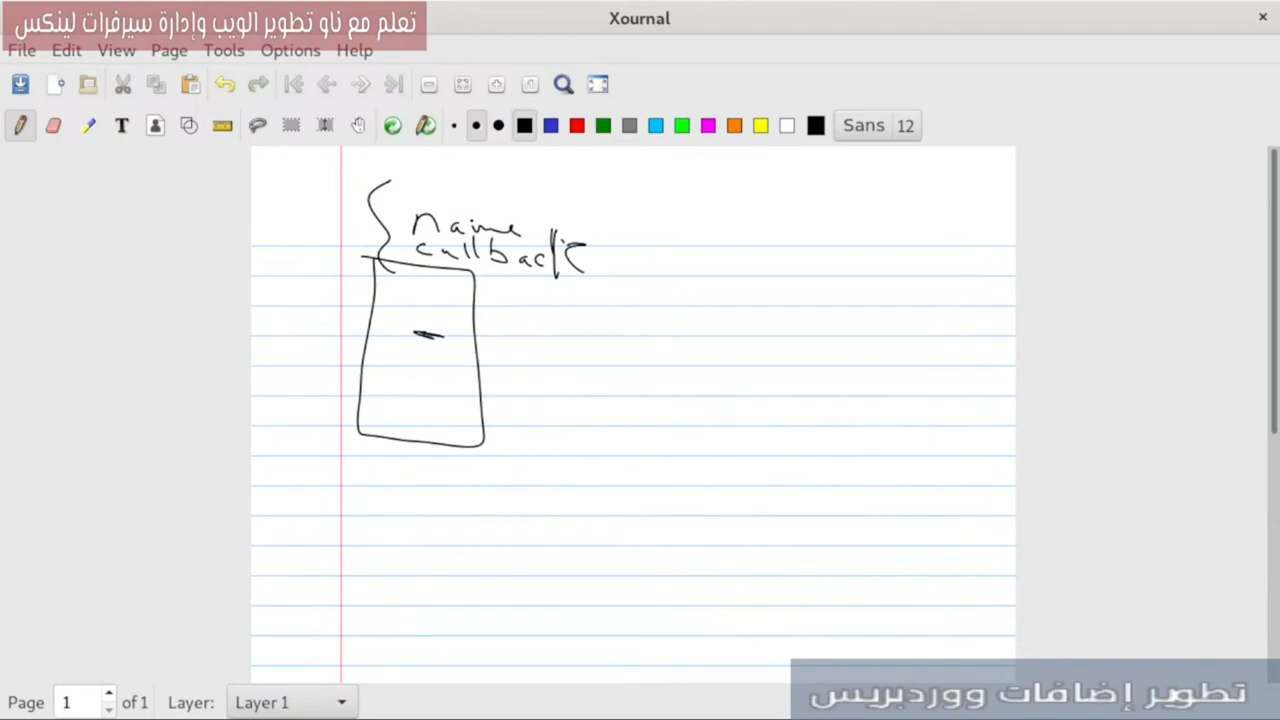 تعلم مع ناو تطوير الويب وإدارة سيرفرات لينكس
Xournal
File Edit View Page Tools Options Help
Sans 12
name
callback
Page 1 of 1 Layer: Layer 1
تطوير إضافات ووردبريس